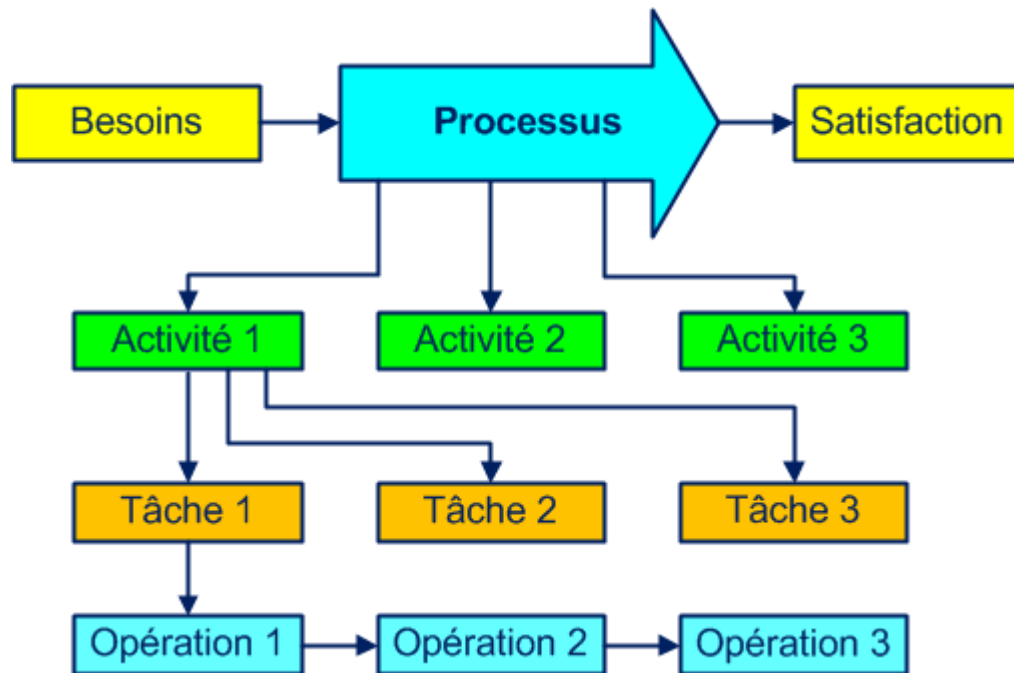 Besoins
Processus
Satisfaction
Activité 1
Activité 2
Activité 3
Tâche 1
Tâche 2
Tâche 3
Opération 1
Opération 2
Opération 3